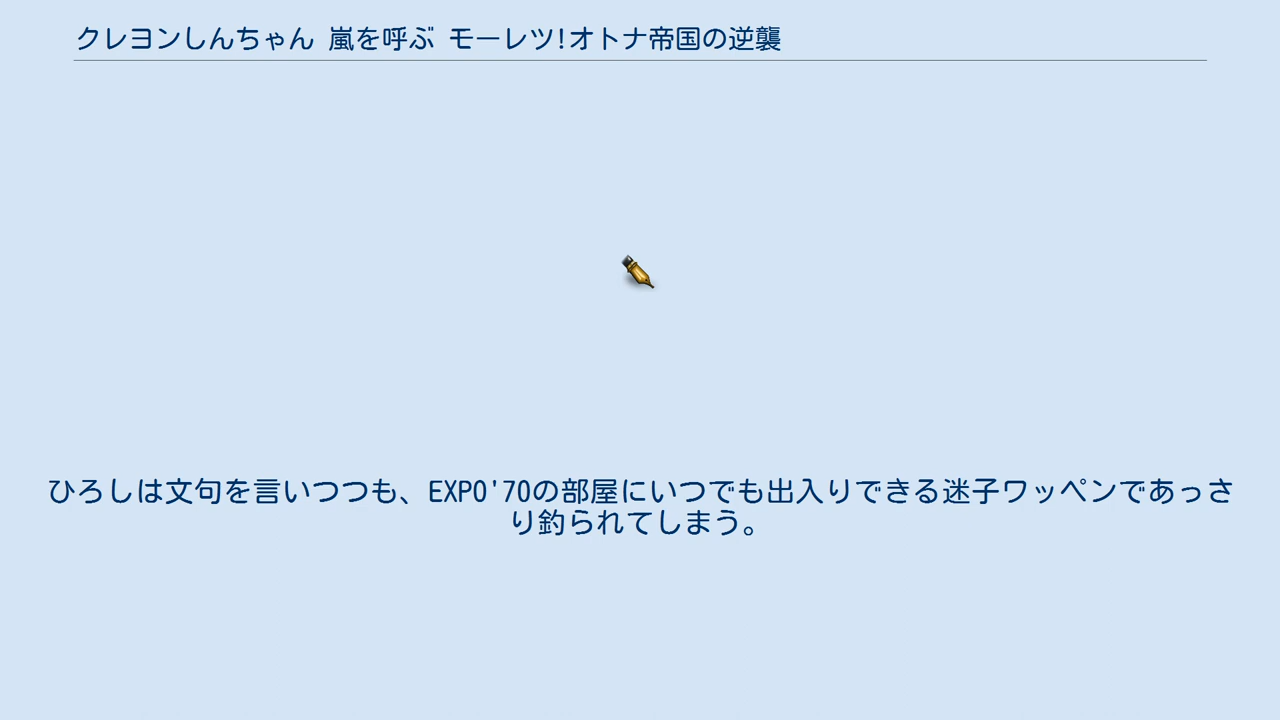 クレヨンしんちゃん 嵐を呼ぶ モーレツ!オトナ帝国の逆襲
ひろしは文句を言いつつも、EXPO'70の部屋にいつでも出入りできる迷子ワッペンであっさ
り釣られてしまう。